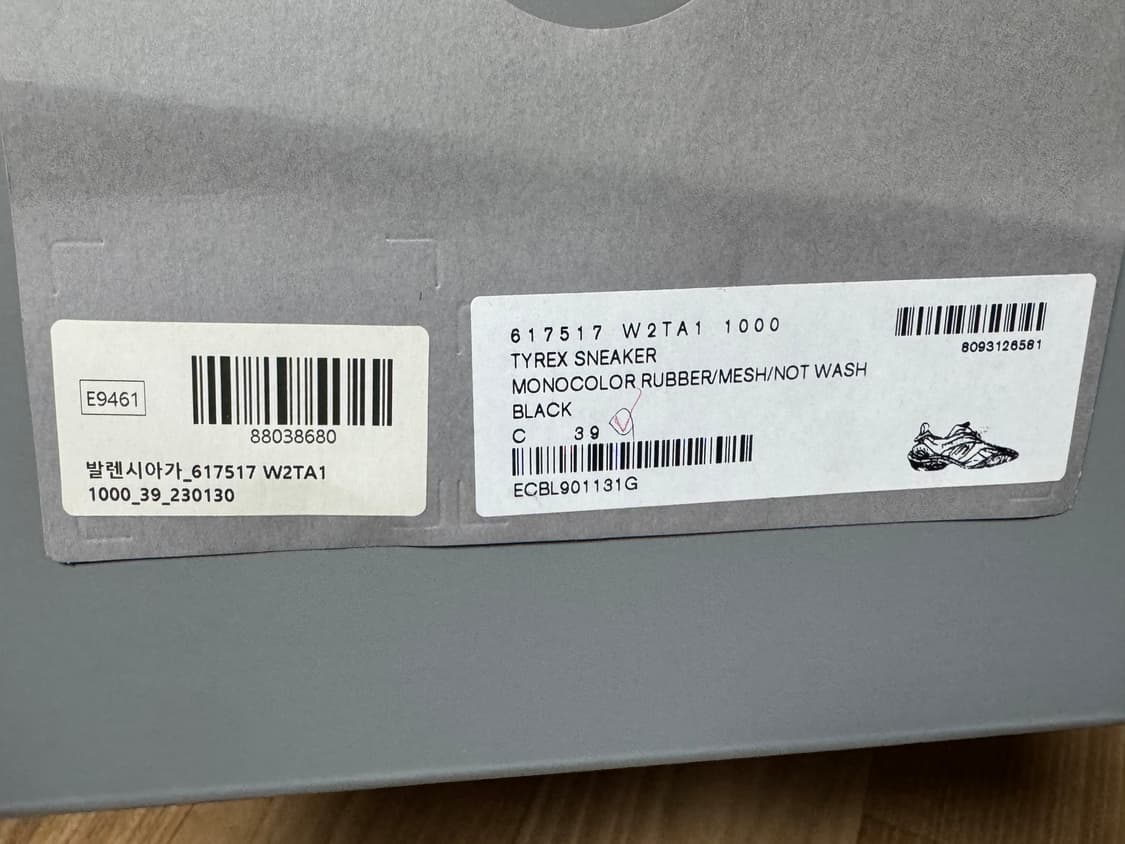 E9461
88038680
발렌시아가_617517 W2TA1
1000_39_230130
617517 W2TA1 1000
TYREX SNEAKER
MONOCOLOR RUBBER/MESH/NOT WASH
BLACK
C 39
ECBL901131G
8093126581